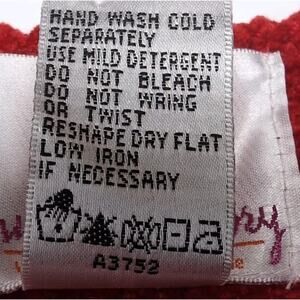 HAND WASH COLD
SEPARATELY
USE MILD DETERGENT
DO NOT BLEACH
DO NOT WRING
OR TWIST
RESHAPE DRY FLAT
LOW IRON
IF NECESSARY
A3752